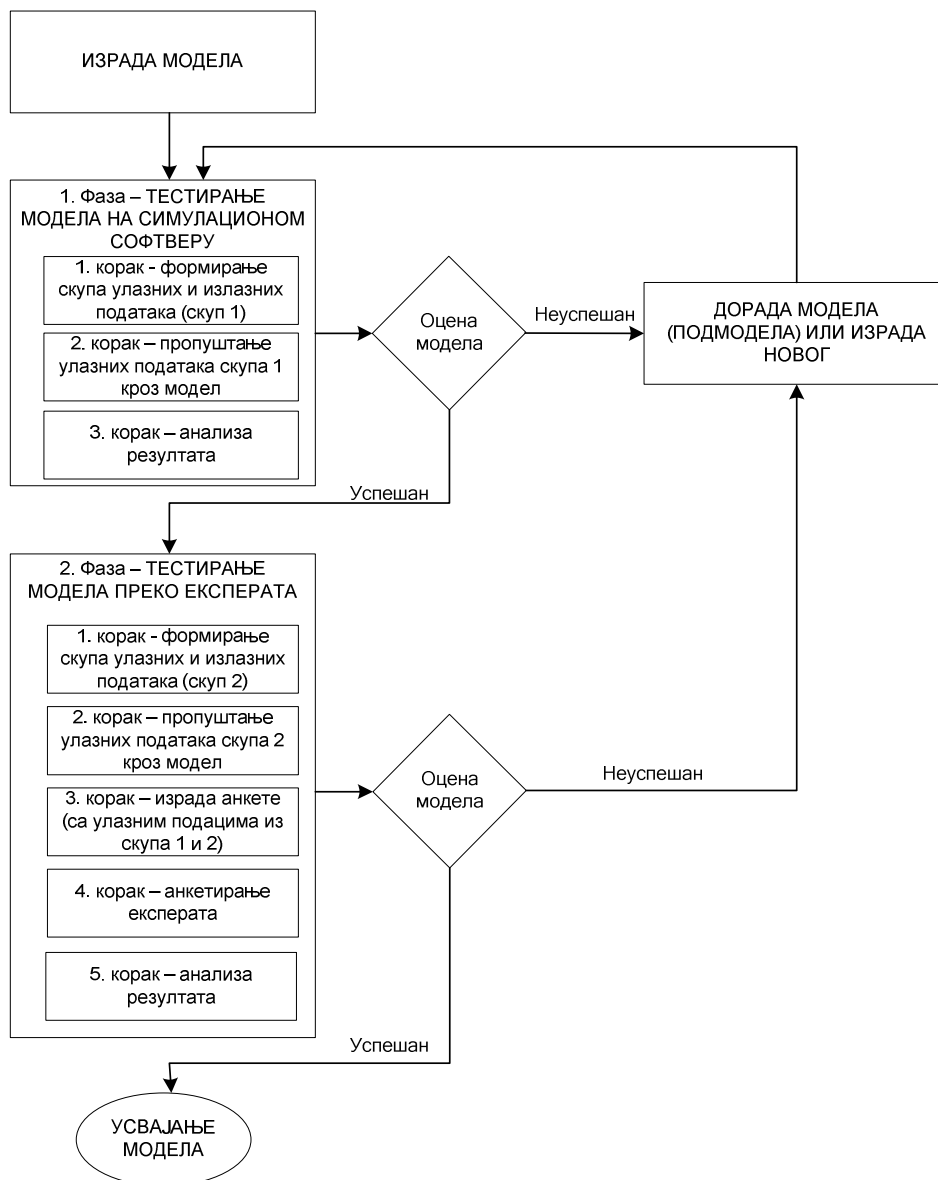 ИЗРАДА МОДЕЛА
1. Фаза – ТЕСТИРАЊЕ
МОДЕЛА НА СИМУЛАЦИОНОМ
СОФТВЕРУ
1. корак - формирање
скупа улазних и излазних
података (скуп 1)
2. корак – пропуштање
улазних података скупа 1
кроз модел
3. корак – анализа
резултата
Оцена
модела
Неуспешан
ДОРАДА МОДЕЛА
(ПОДМОДЕЛА) ИЛИ ИЗРАДА
НОВОГ
Успешан
2. Фаза – ТЕСТИРАЊЕ
МОДЕЛА ПРЕКО ЕКСПЕРАТА
1. корак - формирање
скупа улазних и излазних
података (скуп 2)
2. корак – пропуштање
улазних података скупа 2
кроз модел
3. корак – израда анкете
(са улазним подацима из
скупа 1 и 2)
4. корак – анкетирање
експерата
5. корак – анализа
резултата
Оцена
модела
Неуспешан
Успешан
УСВАЈАЊЕ
МОДЕЛА